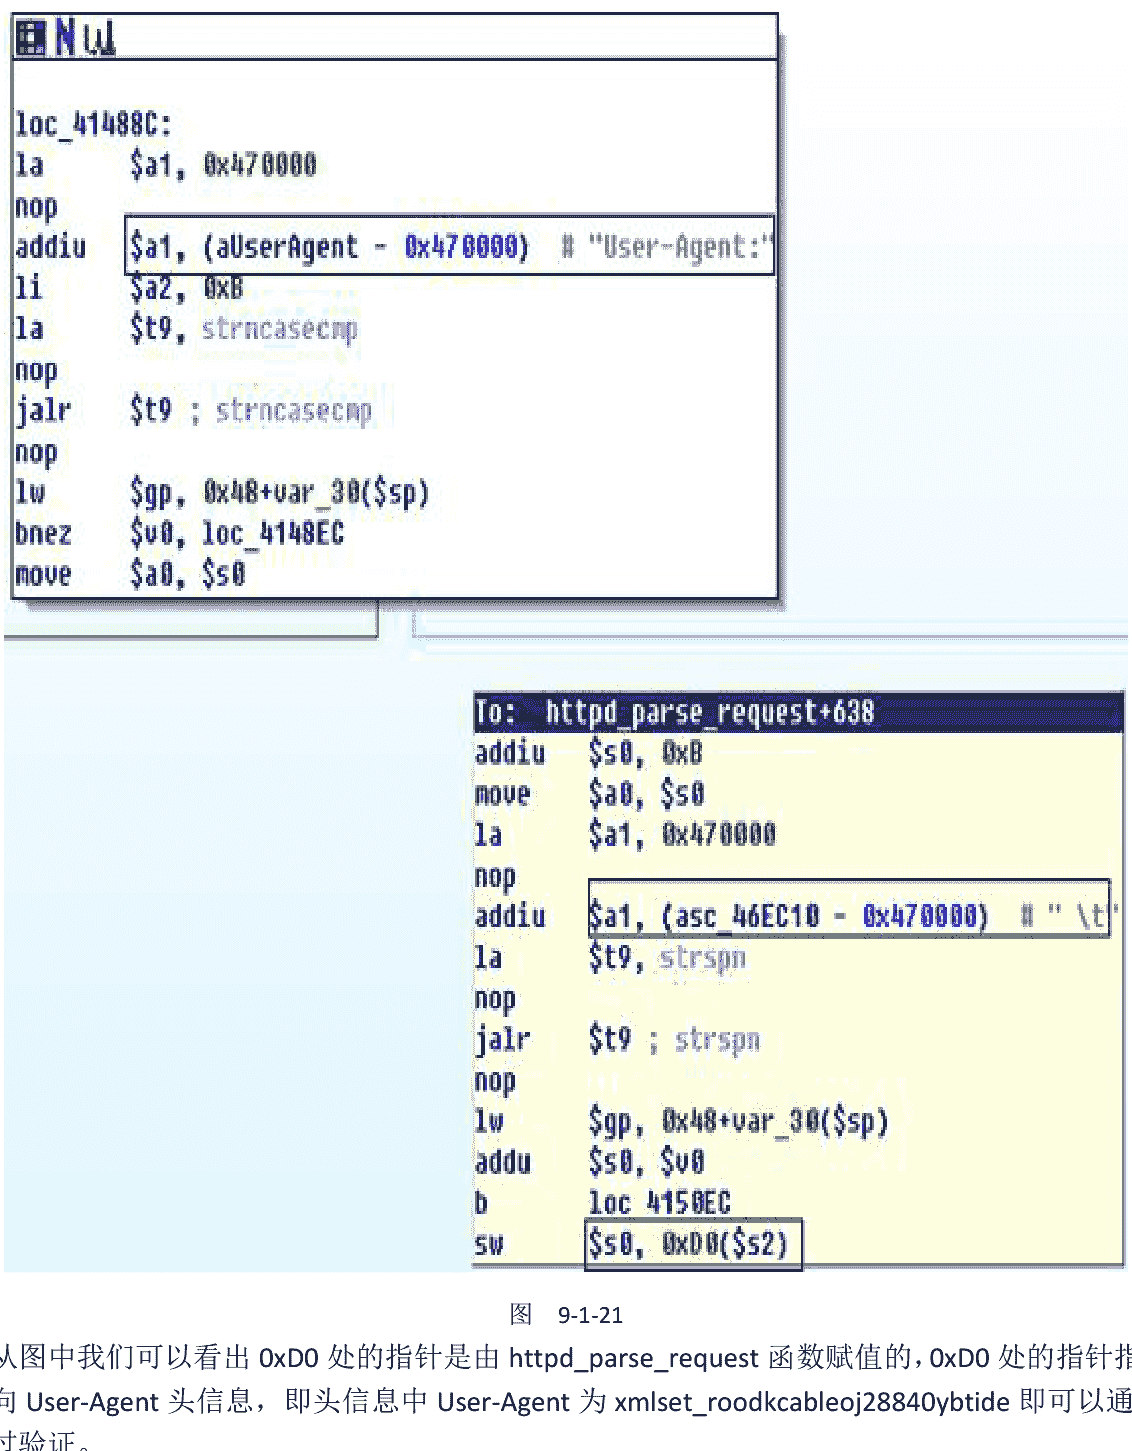 loc_41488C:
la $a1, 0x470000
nop
addiu $a1, (aUserAgent - 0x470000) # "User-Agent:"
li $a2, 0xB
la $t9, strncasecmp
nop
jalr $t9 ; strncasecmp
nop
lw $gp, 0x48+var_30($sp)
bnez $v0, loc_4148EC
move $a0, $s0
To: httpd_parse_request+638
addiu $s0, 0xB
move $a0, $s0
la $a1, 0x470000
nop
addiu $a1, (asc_46EC10 - 0x470000) # " \t"
la $t9, strspn
nop
jalr $t9 ; strspn
nop
lw $gp, 0x48+var_30($sp)
addu $s0, $v0
b loc_4150EC
sw $s0, 0xD0($s2)
图 9-1-21
从图中我们可以看出 0xD0 处的指针是由 httpd_parse_request 函数赋值的，0xD0 处的指针指
向 User-Agent 头信息，即头信息中 User-Agent 为 xmlset_roodkcableoj28840ybtide 即可以通
过验证。